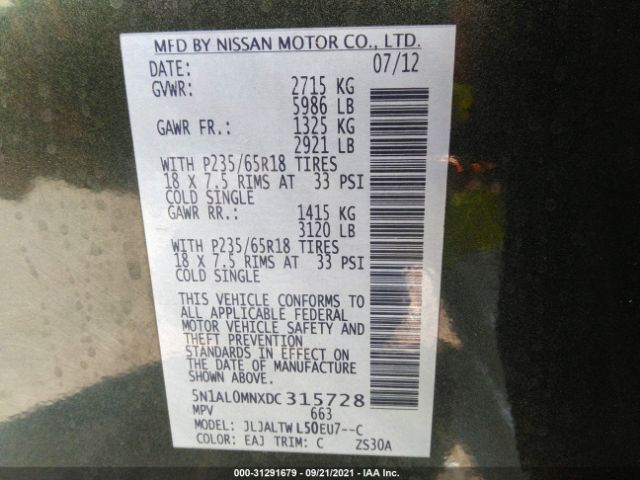 MFD BY NISSAN MOTOR CO., LTD.
DATE: 07/12
GVWR: 2715 KG
5986 LB
GAWR FR.: 1325 KG
2921 LB
WITH P235/65R18 TIRES
18 X 7.5 RIMS AT 33 PSI
COLD SINGLE
GAWR RR.: 1415 KG
3120 LB
WITH P235/65R18 TIRES
18 X 7.5 RIMS AT 33 PSI
COLD SINGLE
THIS VEHICLE CONFORMS TO
ALL APPLICABLE FEDERAL
MOTOR VEHICLE SAFETY AND
THEFT PREVENTION
STANDARDS IN EFFECT ON
THE DATE OF MANUFACTURE
SHOWN ABOVE.
5N1AL0MNXDC315728
MPV 663
MODEL: JLJALTWL50EU7--C
COLOR: EAJ TRIM: C ZS30A
000-31291679 - 09/21/2021 - iaai.com